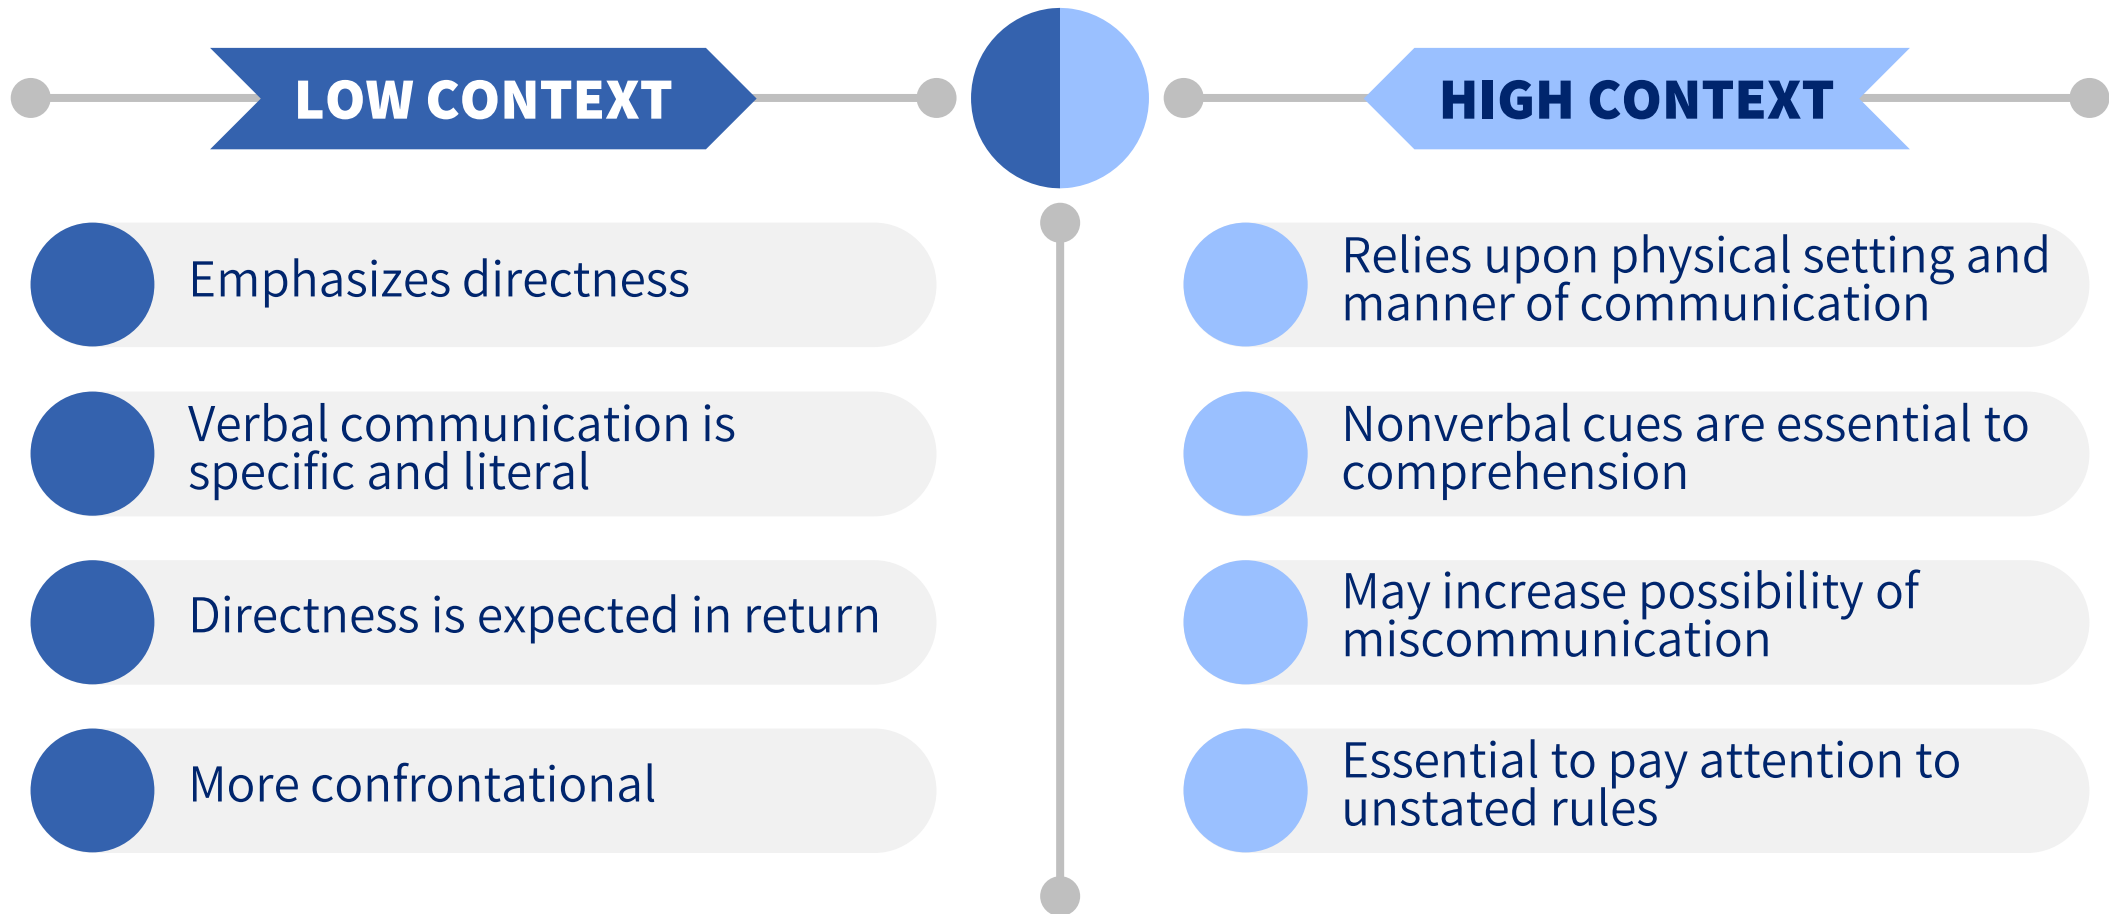 LOW CONTEXT
Emphasizes directness
Verbal communication is
specific and literal
Directness is expected in return
More confrontational
HIGH CONTEXT
Relies upon physical setting and
manner of communication
Nonverbal cues are essential to
comprehension
May increase possibility of
miscommunication
Essential to pay attention to
unstated rules